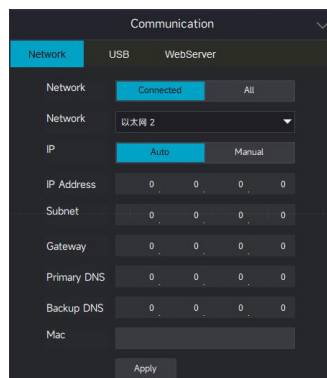 Communication
Network USB WebServer
Network Connected All
Network 以太网 2
IP Auto Manual
IP Address 0 . 0 . 0 . 0
Subnet 0 . 0 . 0 . 0
Gateway 0 . 0 . 0 . 0
Primary DNS 0 . 0 . 0 . 0
Backup DNS 0 . 0 . 0 . 0
Mac
Apply